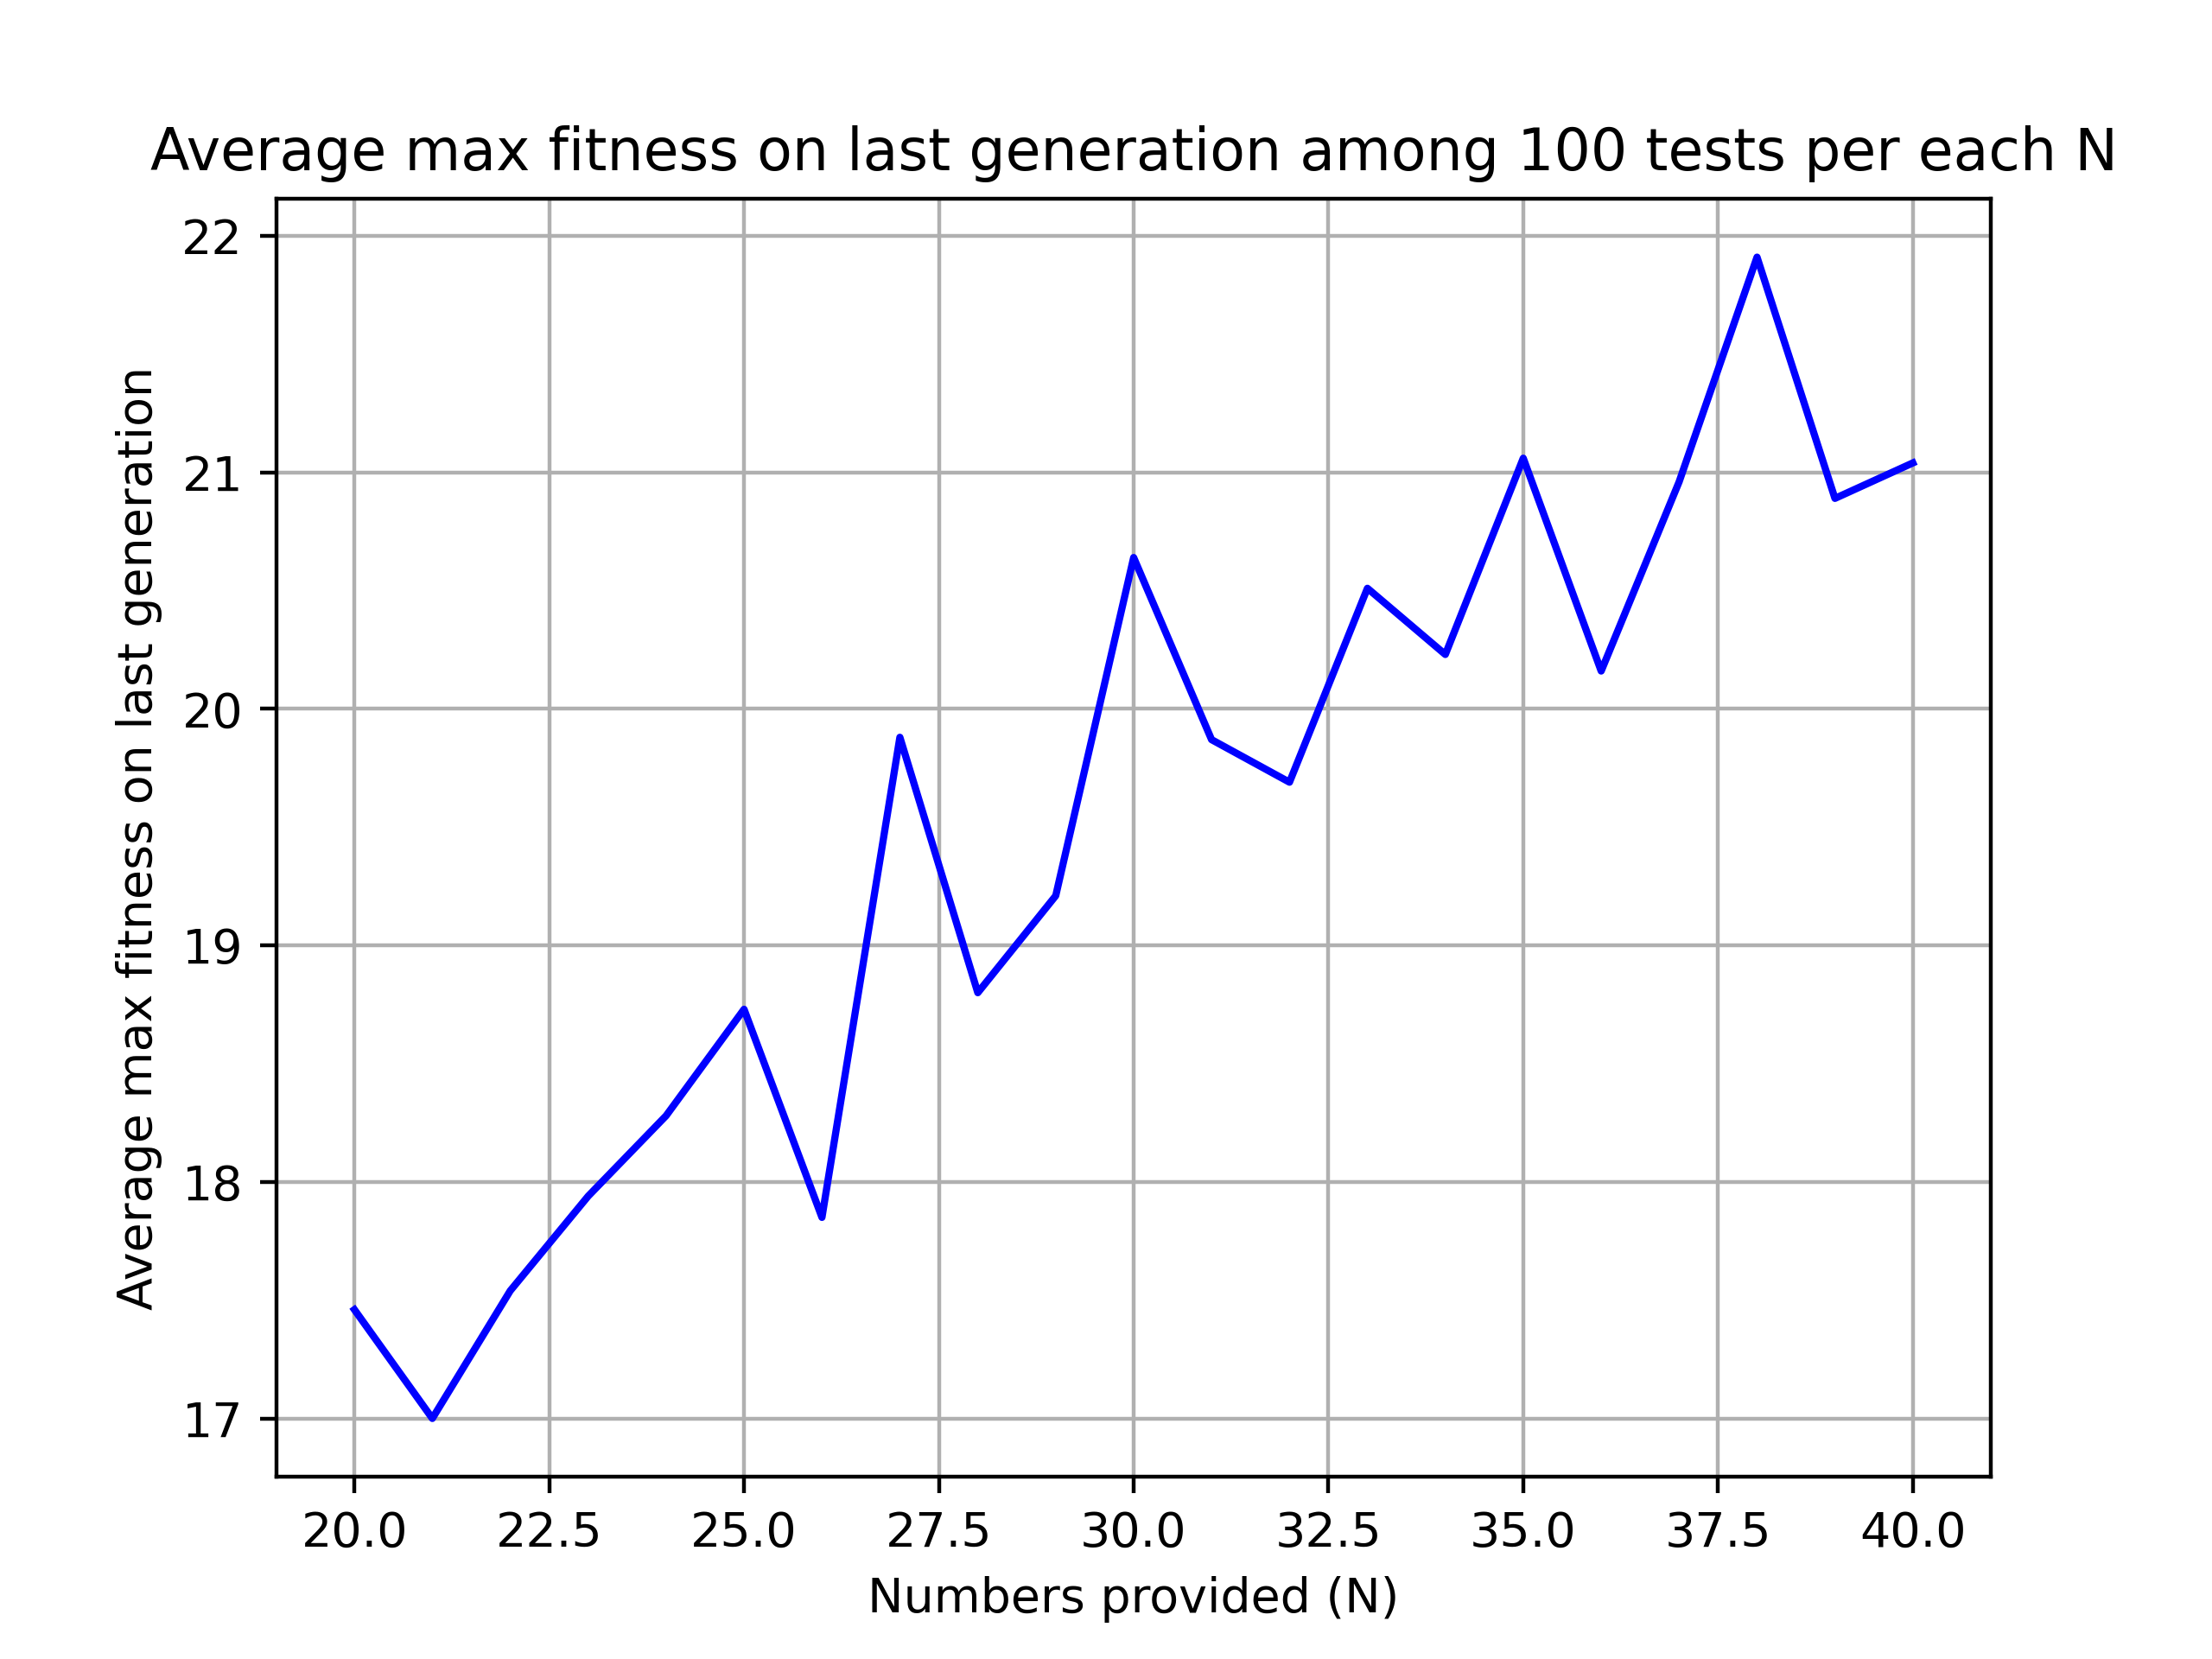 Average max fitness on last generation among 100 tests per each N
Average max fitness on last generation
22
21
20
19
18
17
20.0 22.5 25.0 27.5 30.0 32.5 35.0 37.5 40.0
Numbers provided (N)